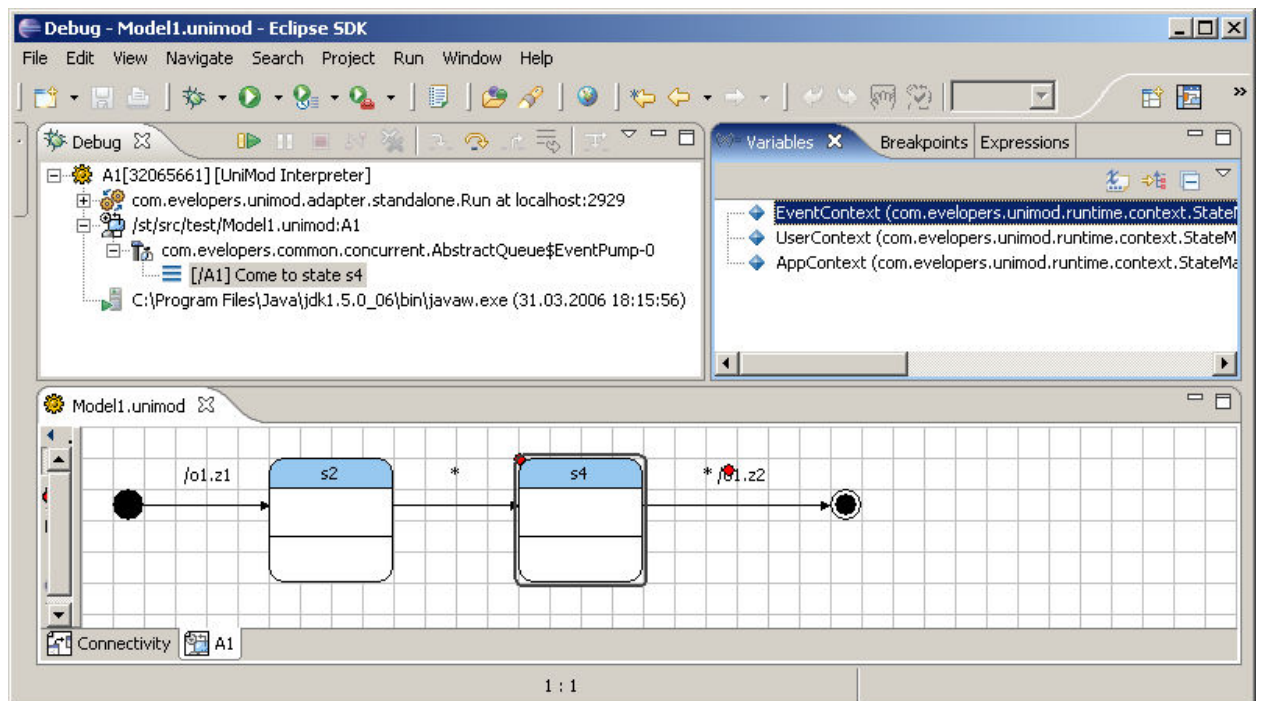 Debug - Model1.unimod - Eclipse SDK
File Edit View Navigate Search Project Run Window Help
Debug
Variables Breakpoints Expressions
A1[32065661] [UniMod Interpreter]
com.evelopers.unimod.adapter.standalone.Run at localhost:2929
/st/src/test/Model1.unimod:A1
com.evelopers.common.concurrent.AbstractQueue$EventPump-0
[/A1] Come to state s4
C:\Program Files\Java\jdk1.5.0_06\bin\javaw.exe (31.03.2006 18:15:56)
EventContext (com.evelopers.unimod.runtime.context.StateM
UserContext (com.evelopers.unimod.runtime.context.StateM
AppContext (com.evelopers.unimod.runtime.context.StateMa
Model1.unimod
/o1.z1 s2 * s4 * /o1.z2
Connectivity A1
1 : 1